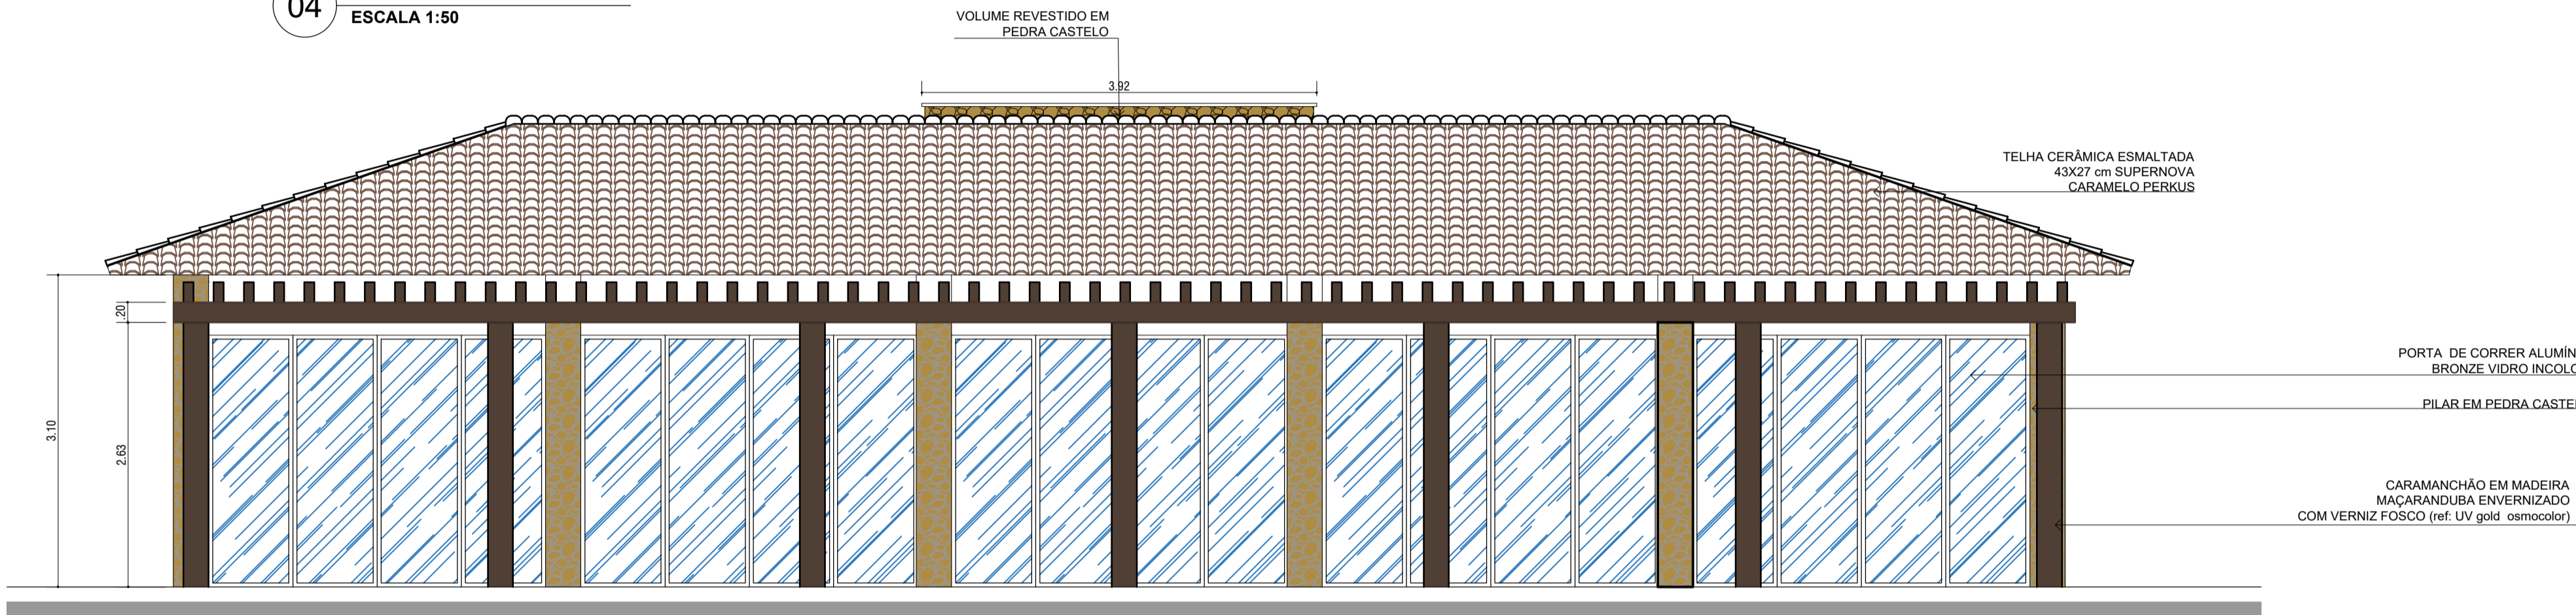 04
ESCALA 1:50
VOLUME REVESTIDO EM
PEDRA CASTELO
3.92
TELHA CERÂMICA ESMALTADA
43X27 cm SUPERNOVA
CARAMELO PERKUS
.20
3.10
2.63
PORTA DE CORRER ALUMÍN
BRONZE VIDRO INCOLO
PILAR EM PEDRA CASTEL
CARAMANCHÃO EM MADEIRA
MAÇARANDUBA ENVERNIZADO
COM VERNIZ FOSCO (ref: UV gold osmocolor)